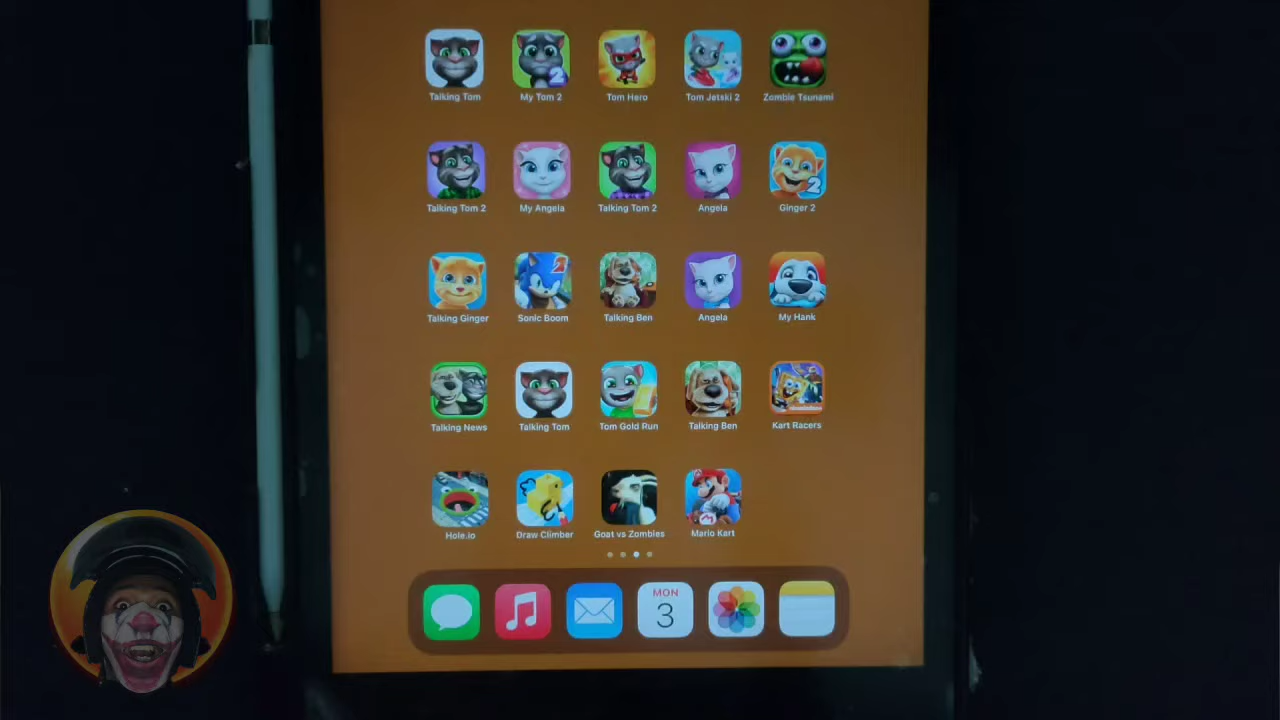 Talking Tom
My Tom 2
Tom Hero
Tom Jetski 2
Zombie Tsunami
Talking Tom 2
My Angela
Talking Tom 2
Angela
Ginger 2
Talking Ginger
Sonic Boom
Talking Ben
Angela
My Hank
Talking News
Talking Tom
Tom Gold Run
Talking Ben
Kart Racers
Hole.io
Draw Climber
Goat vs Zombies
Mario Kart
MON
3